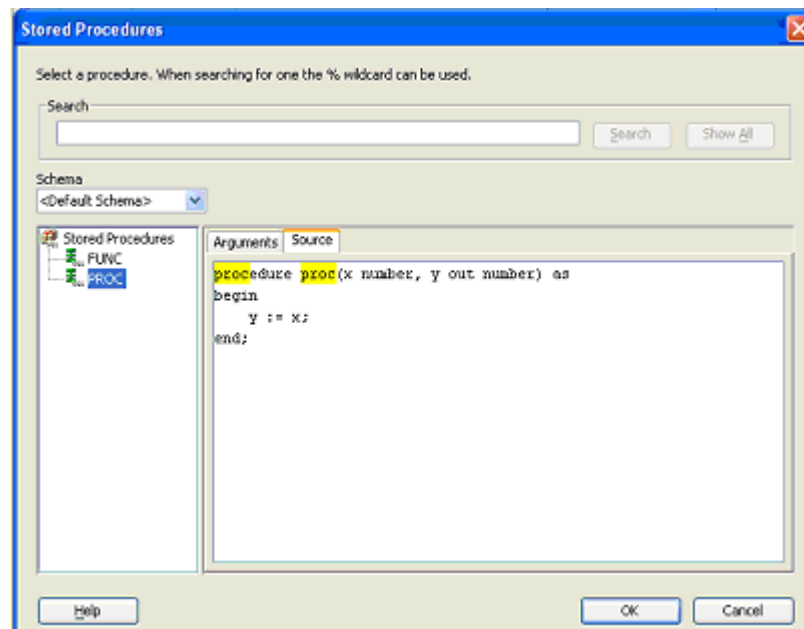 Stored Procedures
Select a procedure. When searching for one the % wildcard can be used.
Search
Search
Show All
Schema
<Default Schema>
Stored Procedures
FUNC
PROC
Arguments
Source
procedure proc(x number, y out number) as
begin
y := x;
end;
Help
OK
Cancel